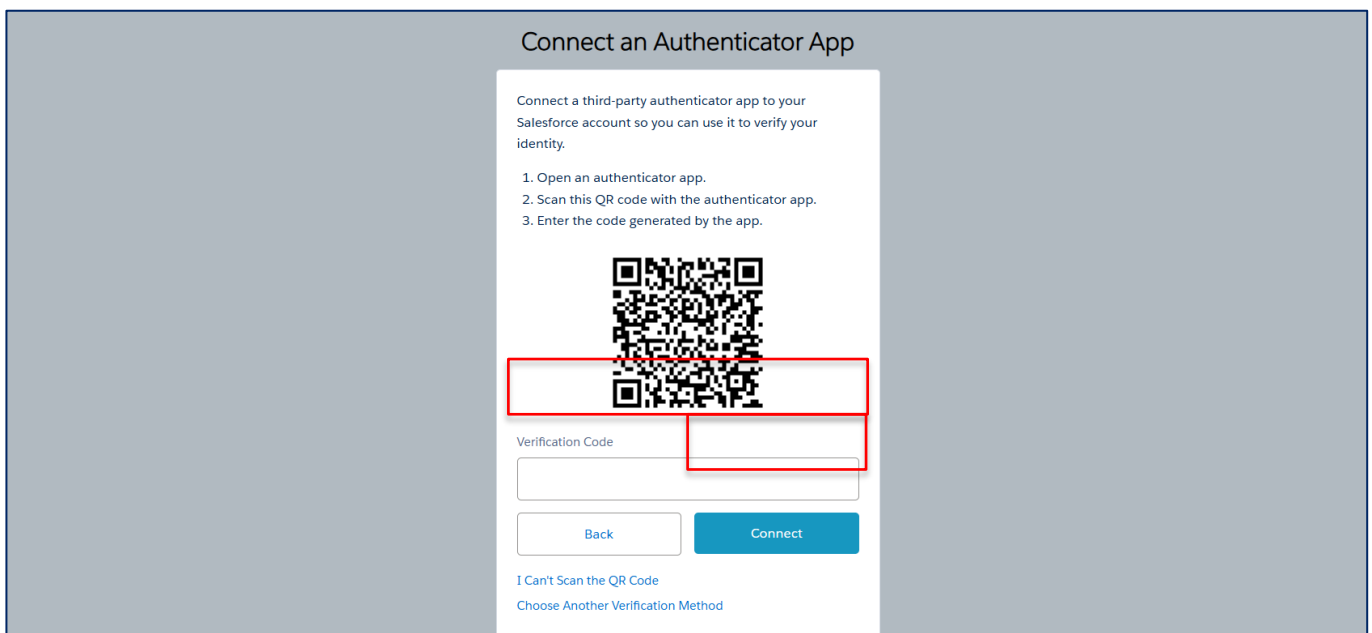 Connect an Authenticator App
Connect a third-party authenticator app to your
Salesforce account so you can use it to verify your
identity.
1. Open an authenticator app.
2. Scan this QR code with the authenticator app.
3. Enter the code generated by the app.
Verification Code
Back
Connect
I Can't Scan the QR Code
Choose Another Verification Method